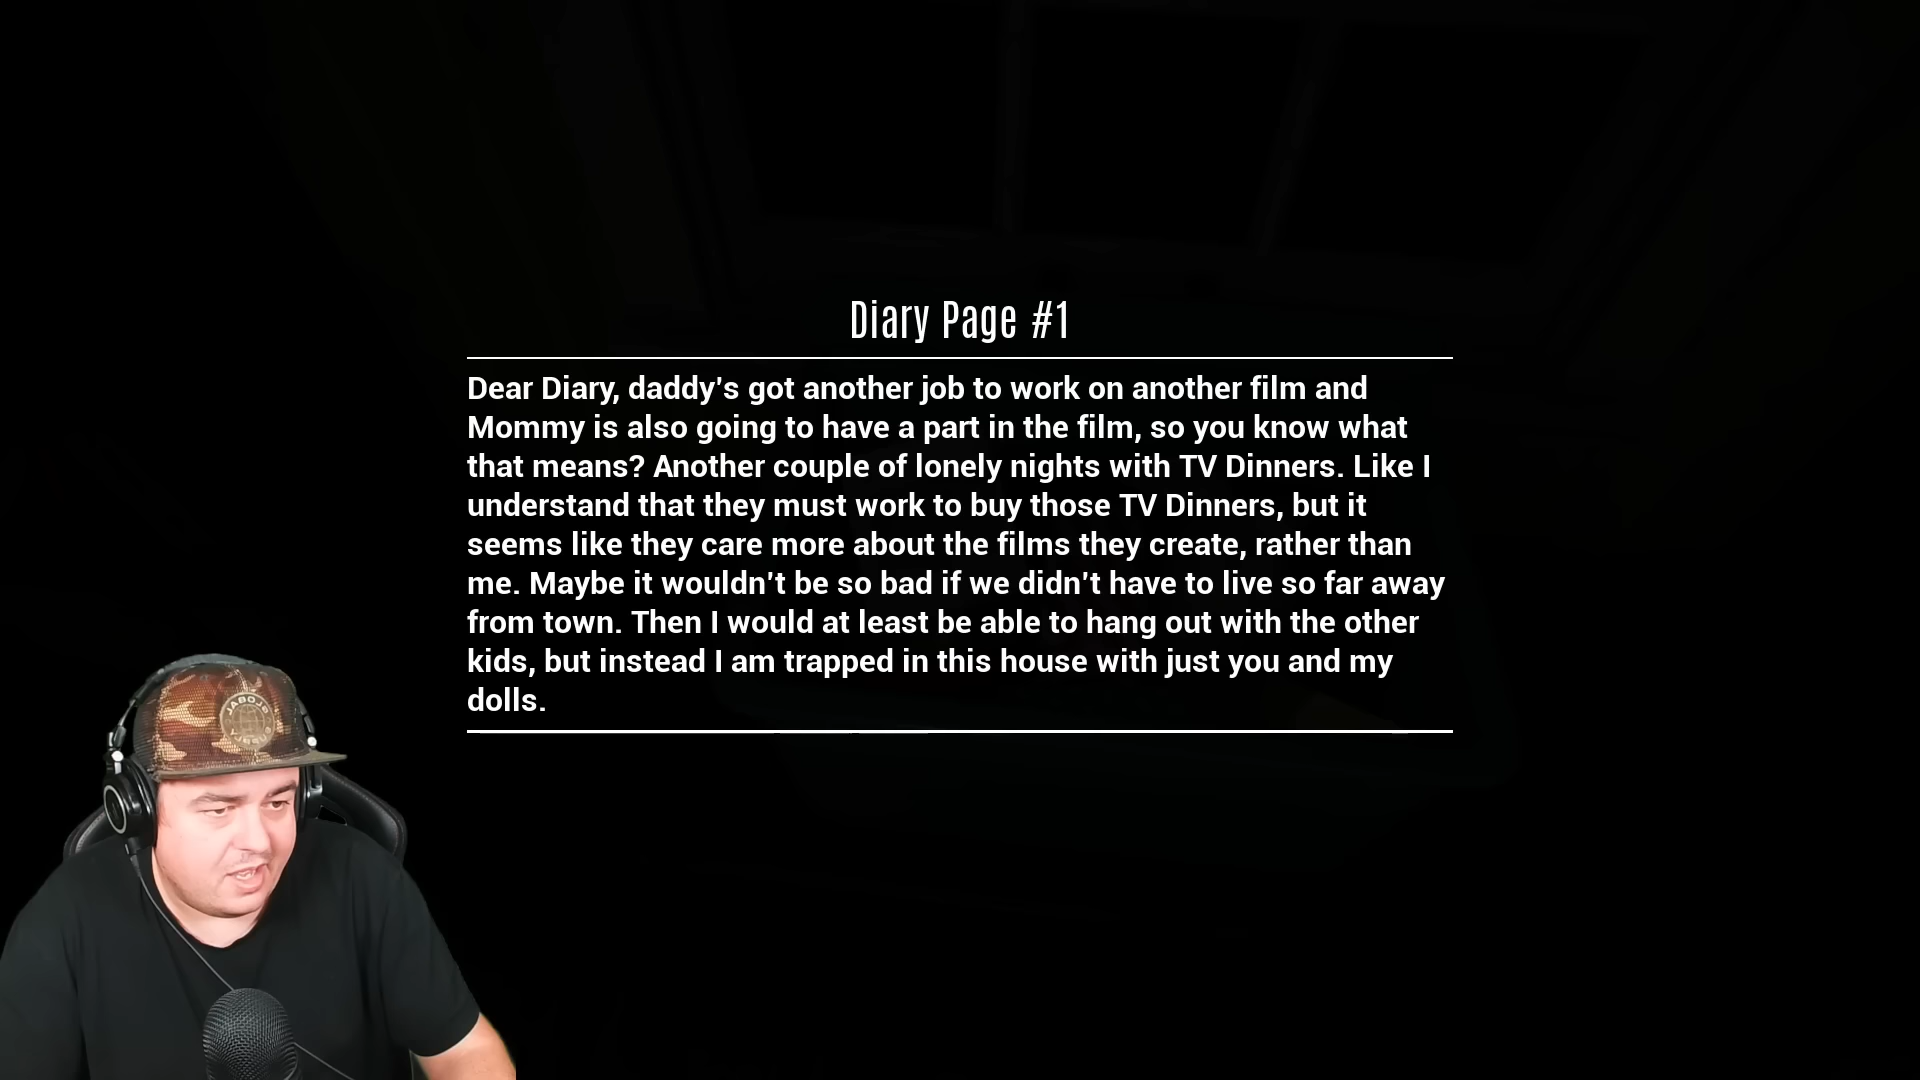 Diary Page #1
Dear Diary, daddy's got another job to work on another film and
Mommy is also going to have a part in the film, so you know what
that means? Another couple of lonely nights with TV Dinners. Like I
understand that they must work to buy those TV Dinners, but it
seems like they care more about the films they create, rather than
me. Maybe it wouldn't be so bad if we didn't have to live so far away
from town. Then I would at least be able to hang out with the other
kids, but instead I am trapped in this house with just you and my
dolls.